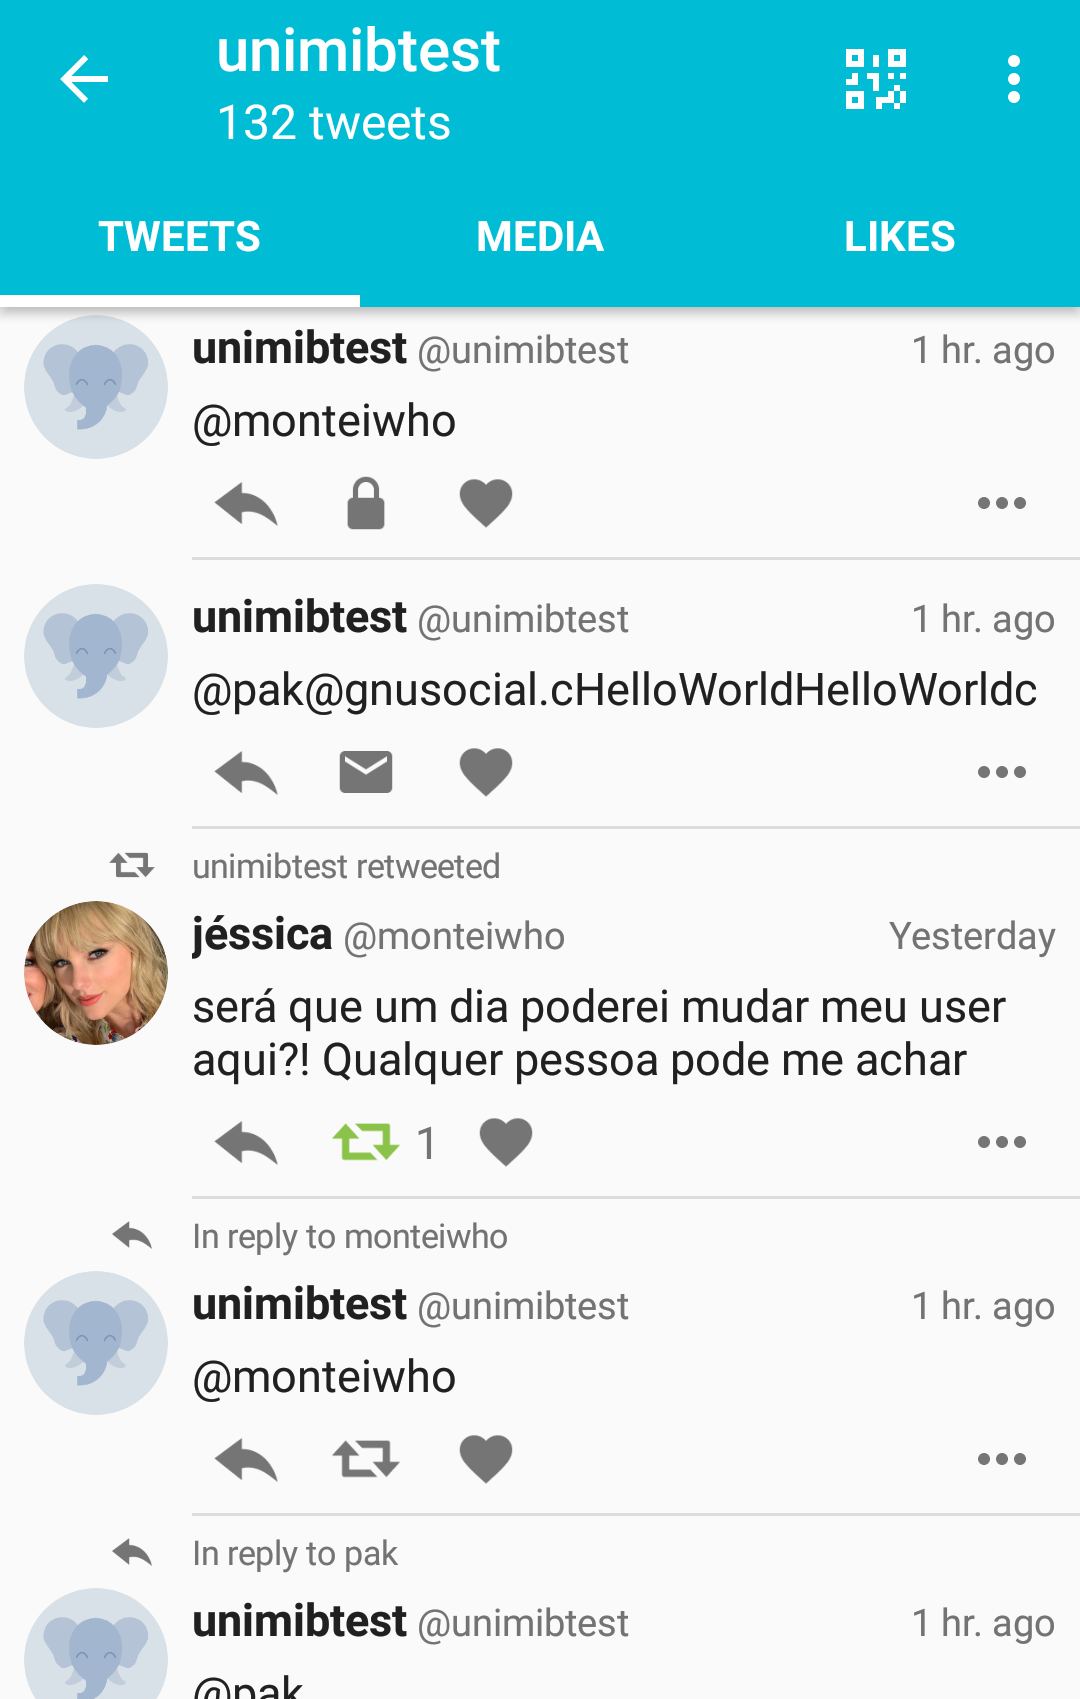 unimibtest
132 tweets
TWEETS MEDIA LIKES
unimibtest @unimibtest 1 hr. ago
@monteiwho
unimibtest @unimibtest 1 hr. ago
@pak@gnusocial.cHelloWorldHelloWorldc
unimibtest retweeted
jéssica @monteiwho Yesterday
será que um dia poderei mudar meu user
aqui?! Qualquer pessoa pode me achar
1
In reply to monteiwho
unimibtest @unimibtest 1 hr. ago
@monteiwho
In reply to pak
unimibtest @unimibtest 1 hr. ago
@pak